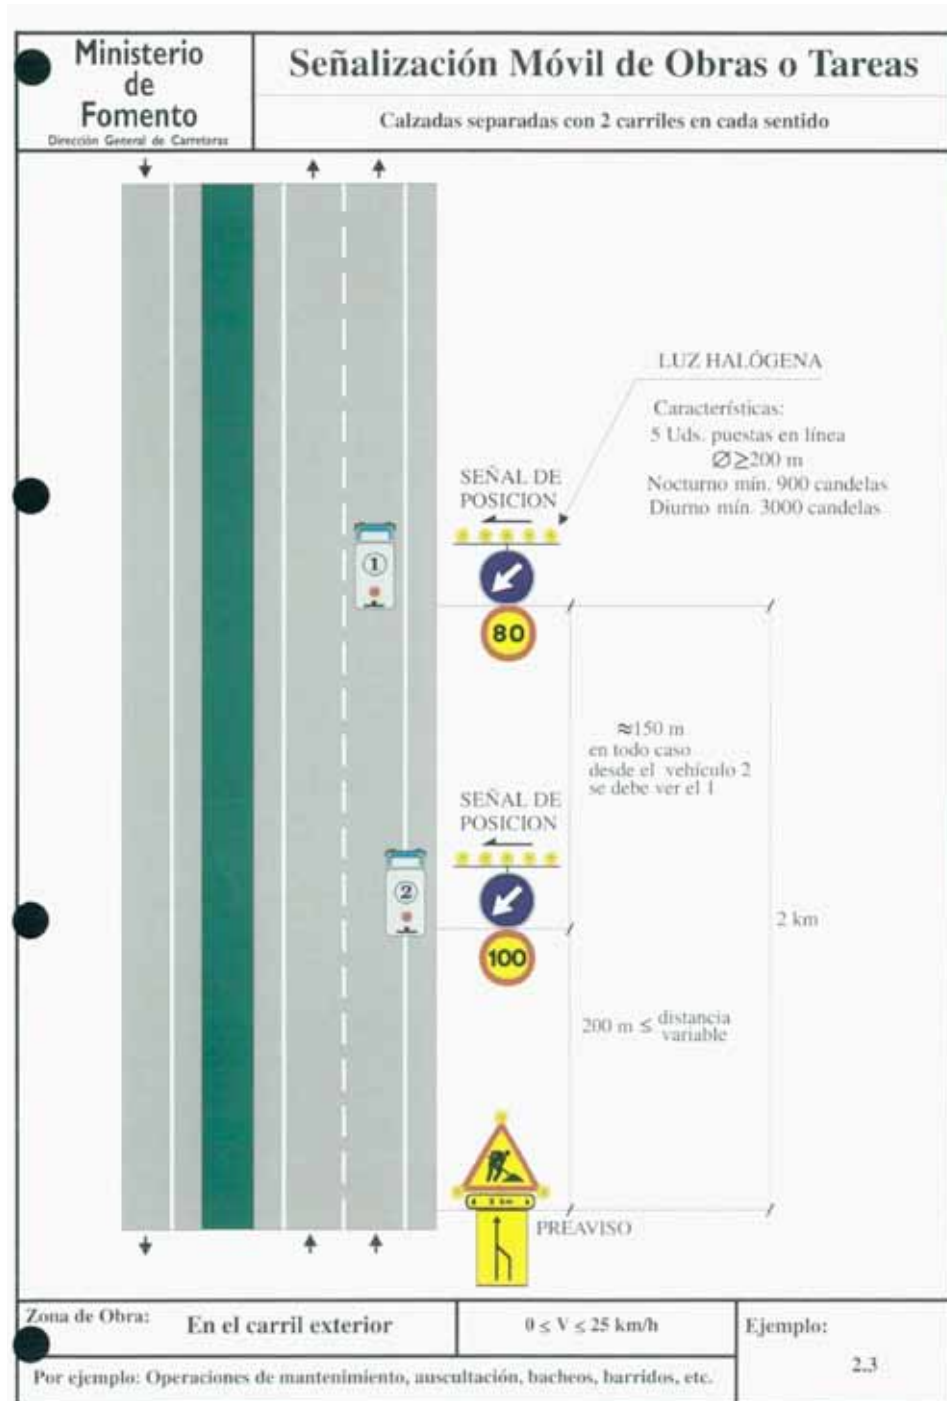 Ministerio
de
Fomento
Dirección General de Carreteras
Señalización Móvil de Obras o Tareas
Calzadas separadas con 2 carriles en cada sentido
LUZ HALÓGENA
Características:
5 Uds. puestas en línea
Ø ≥200 m
Nocturno mín. 900 candelas
Diurno mín. 3000 candelas
SEÑAL DE
POSICION
1
80
≈150 m
en todo caso
desde el vehículo 2
se debe ver el 1
SEÑAL DE
POSICION
2
100
2 km
200 m ≤ distancia
variable
PREAVISO
Zona de Obra:
En el carril exterior
0 ≤ V ≤ 25 km/h
Ejemplo:
2.3
Por ejemplo: Operaciones de mantenimiento, auscultación, bacheos, barridos, etc.